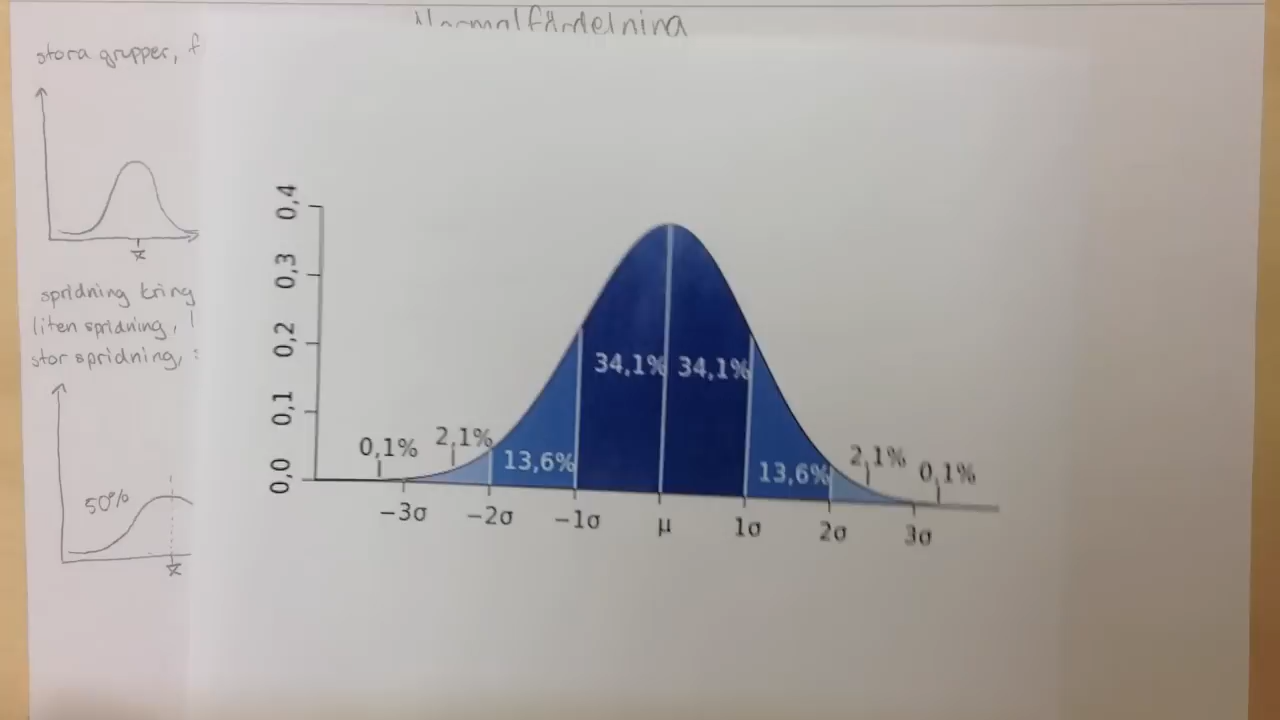 Normalfördelning
stora grupper, f
x̄
spridning kring
liten spridning,
stor spridning,
50%
x̄
0,4
0,3
0,2
0,1
0,0
34,1% 34,1%
0,1% 2,1% 13,6% 13,6% 2,1% 0,1%
−3σ −2σ −1σ μ 1σ 2σ 3σ